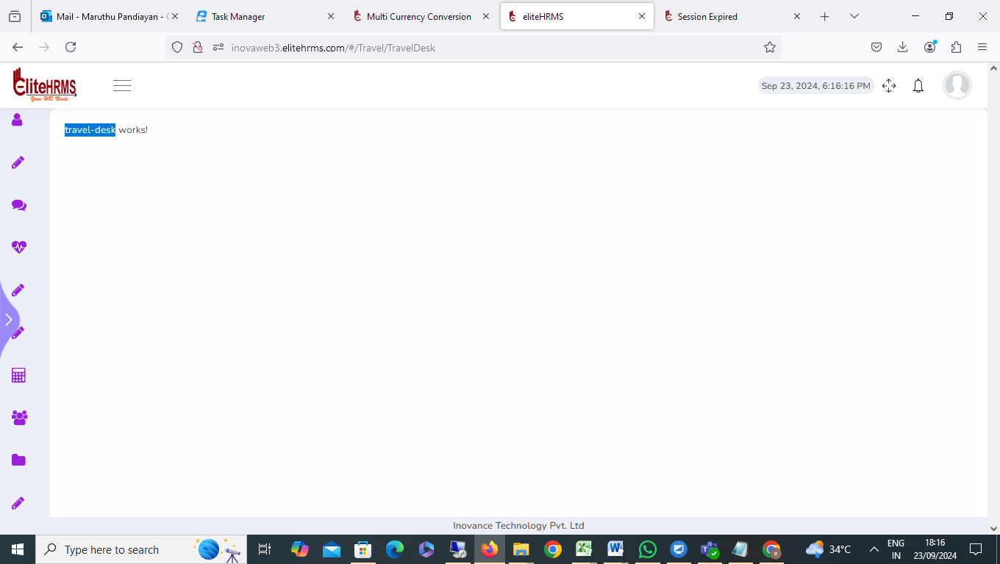 Mail - Maruthu Pandiayan -
Task Manager
Multi Currency Conversion
eliteHRMS
Session Expired
inovaweb3.elitehrms.com/#/Travel/TravelDesk
EliteHRMS
Your HR Needs
Sep 23, 2024, 6:16:16 PM
travel-desk works!
Inovance Technology Pvt. Ltd
Type here to search
34°C
ENG
IN
18:16
23/09/2024